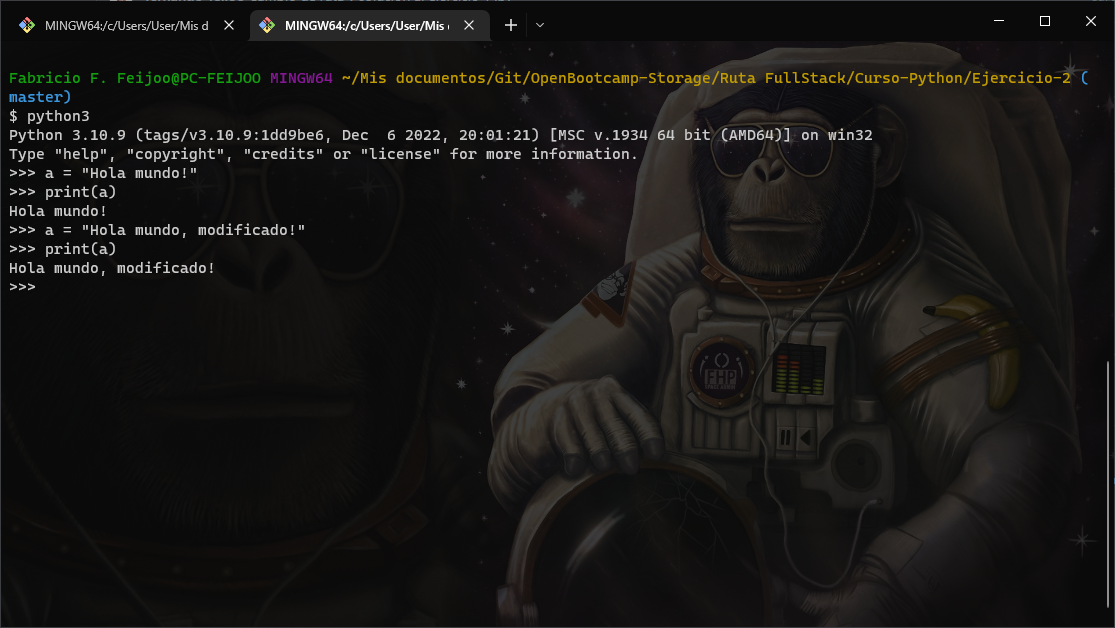 MINGW64:/c/Users/User/Mis d
MINGW64:/c/Users/User/Mis
Fabricio F. Feijoo@PC-FEIJOO MINGW64 ~/Mis documentos/Git/OpenBootcamp-Storage/Ruta FullStack/Curso-Python/Ejercicio-2 (
master)
$ python3
Python 3.10.9 (tags/v3.10.9:1dd9be6, Dec  6 2022, 20:01:21) [MSC v.1934 64 bit (AMD64)] on win32
Type "help", "copyright", "credits" or "license" for more information.
>>> a = "Hola mundo!"
>>> print(a)
Hola mundo!
>>> a = "Hola mundo, modificado!"
>>> print(a)
Hola mundo, modificado!
>>>
FHP